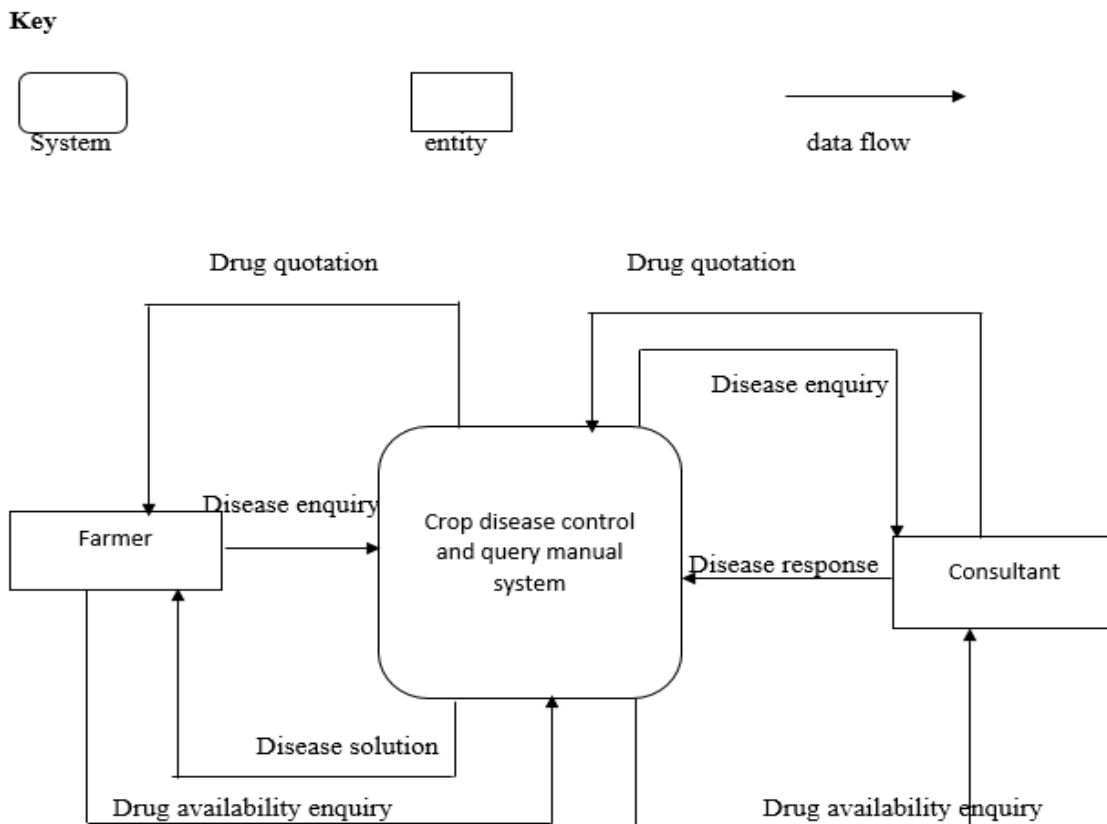 Key
System
entity
data flow
Drug quotation
Drug quotation
Disease enquiry
Disease enquiry
Farmer
Crop disease control
and query manual
system
Disease response
Consultant
Disease solution
Drug availability enquiry
Drug availability enquiry